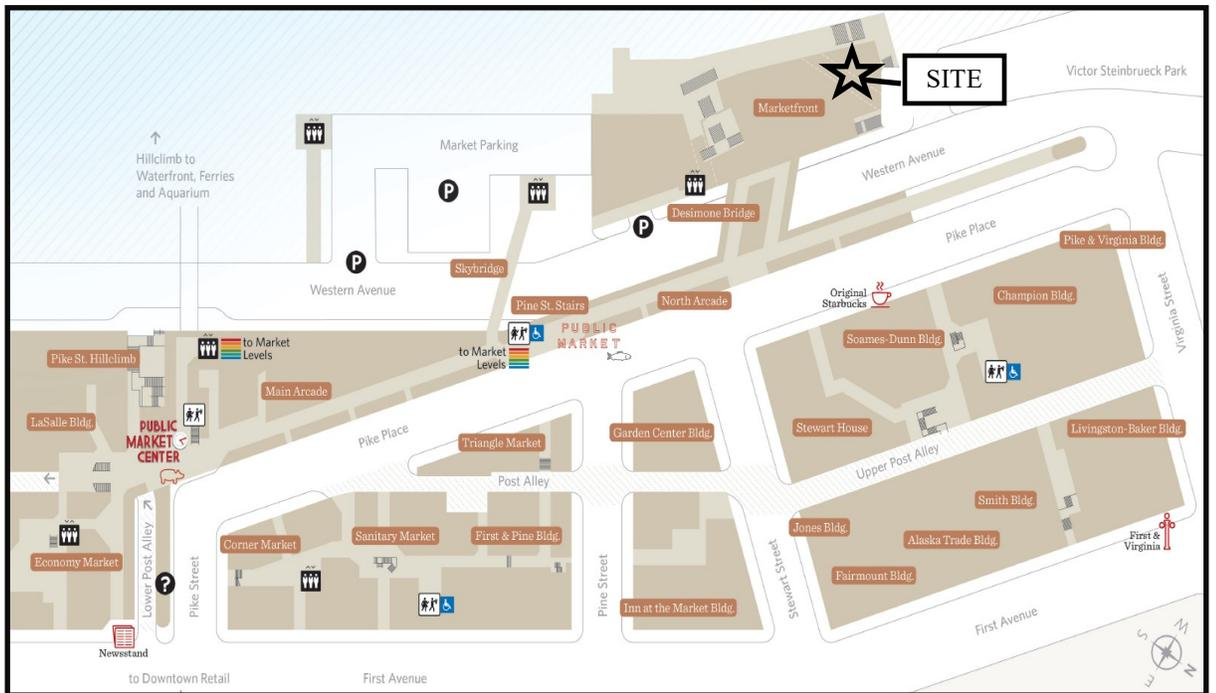 SITE
Victor Steinbrueck Park
Marketfront
Market Parking
Hillclimb to
Waterfront, Ferries
and Aquarium
P
Western Avenue
Desimone Bridge
P
Pike Place
Pike & Virginia Bldg.
P
Skybridge
Western Avenue
Pine St. Stairs
North Arcade
Original
Starbucks
Champion Bldg.
Virginia Street
PUBLIC
MARKET
Soames-Dunn Bldg.
to Market
Levels
to Market
Levels
Pike St. Hillclimb
Main Arcade
LaSalle Bldg.
PUBLIC
MARKET
CENTER
Pike Place
Triangle Market
Garden Center Bldg.
Stewart House
Livingston-Baker Bldg.
Upper Post Alley
Post Alley
Smith Bldg.
Jones Bldg.
Alaska Trade Bldg.
First &
Virginia
Corner Market
Sanitary Market
First & Pine Bldg.
Economy Market
Lower Post Alley
?
Pike Street
Pine Street
Stewart Street
Fairmount Bldg.
Inn at the Market Bldg.
First Avenue
Newsstand
to Downtown Retail
First Avenue
S
W
E
N